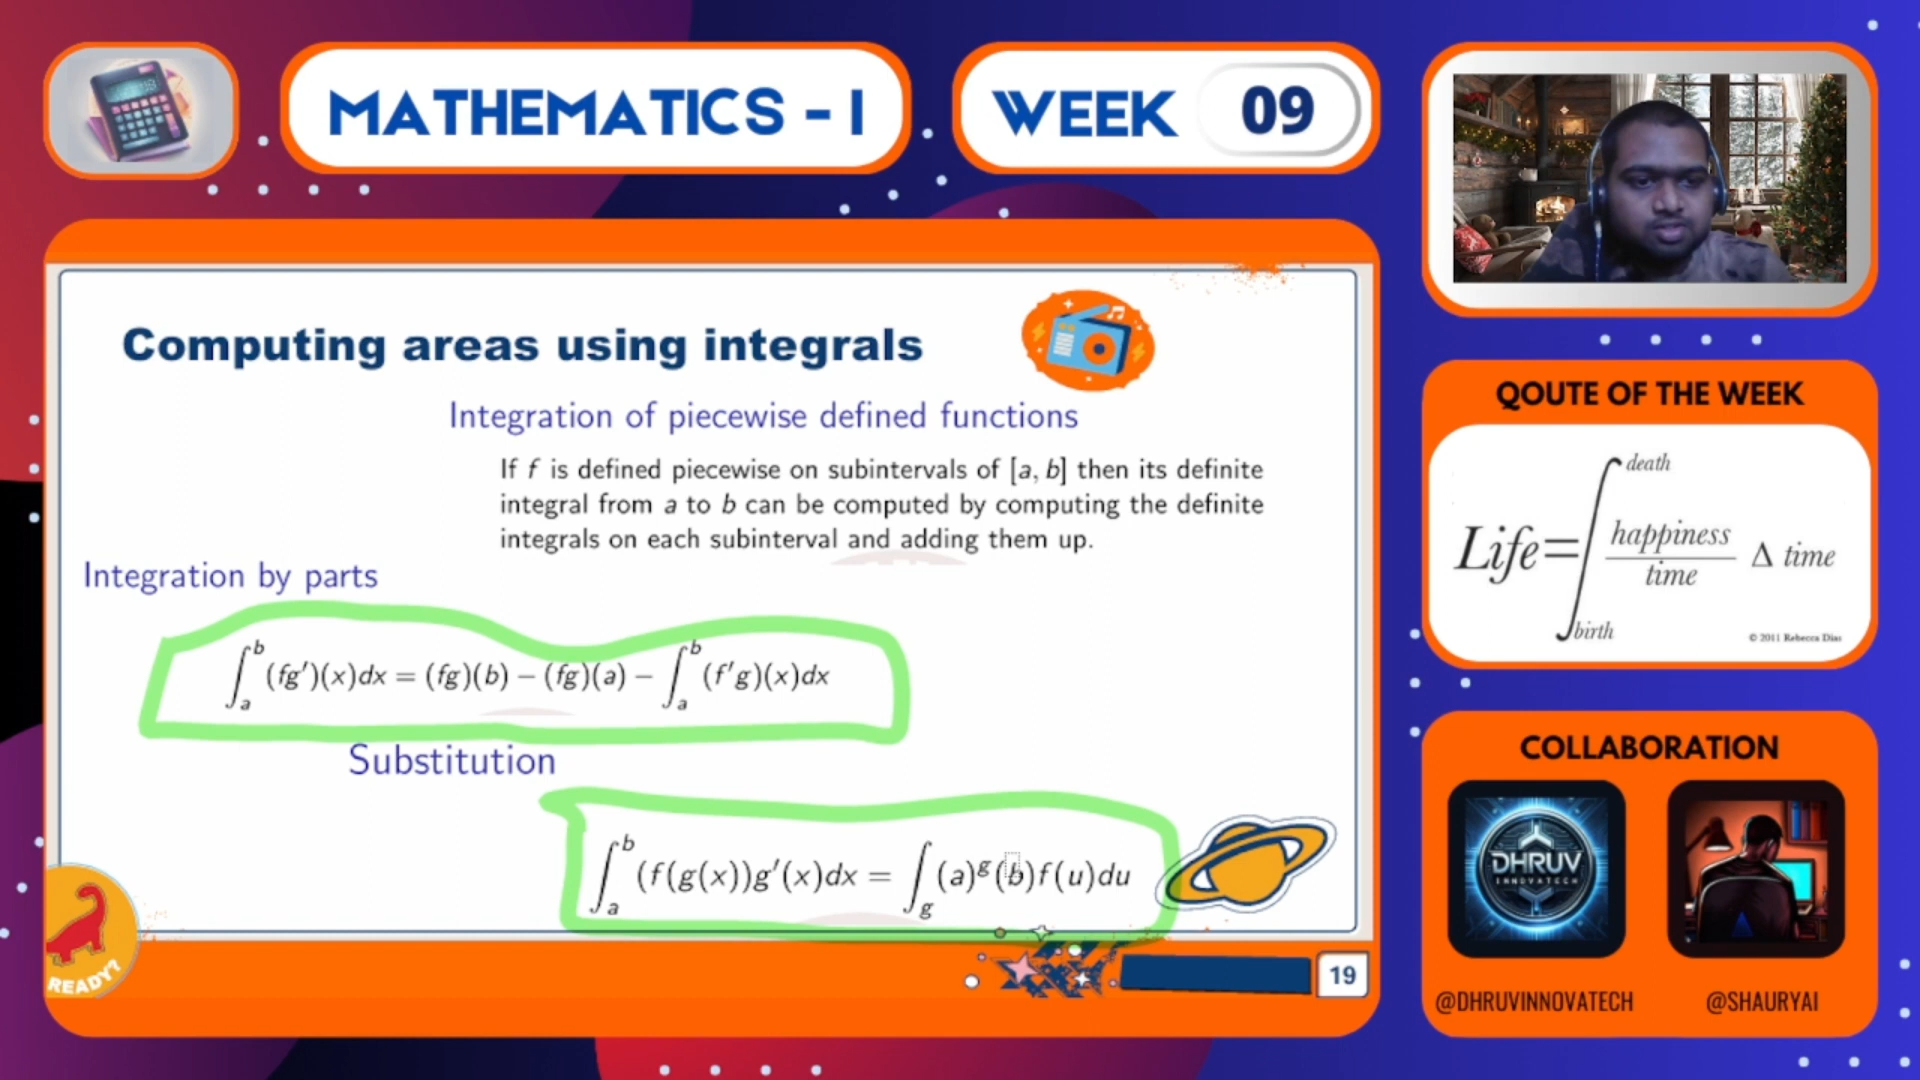 MATHEMATICS - I
WEEK 09
Computing areas using integrals
Integration of piecewise defined functions
If f is defined piecewise on subintervals of [a, b] then its definite
integral from a to b can be computed by computing the definite
integrals on each subinterval and adding them up.
Integration by parts
∫_a^b (fg′)(x)dx = (fg)(b) − (fg)(a) − ∫_a^b (f′g)(x)dx
Substitution
∫_a^b (f(g(x))g′(x)dx = ∫_g (a)^g (b)f(u)du
READY?
19
QOUTE OF THE WEEK
death
Life= ∫ happiness/time Δ time
birth
© 2011 Rebecca Dias
COLLABORATION
DHRUV
INNOVATECH
@DHRUVINNOVATECH
@SHAURYAI